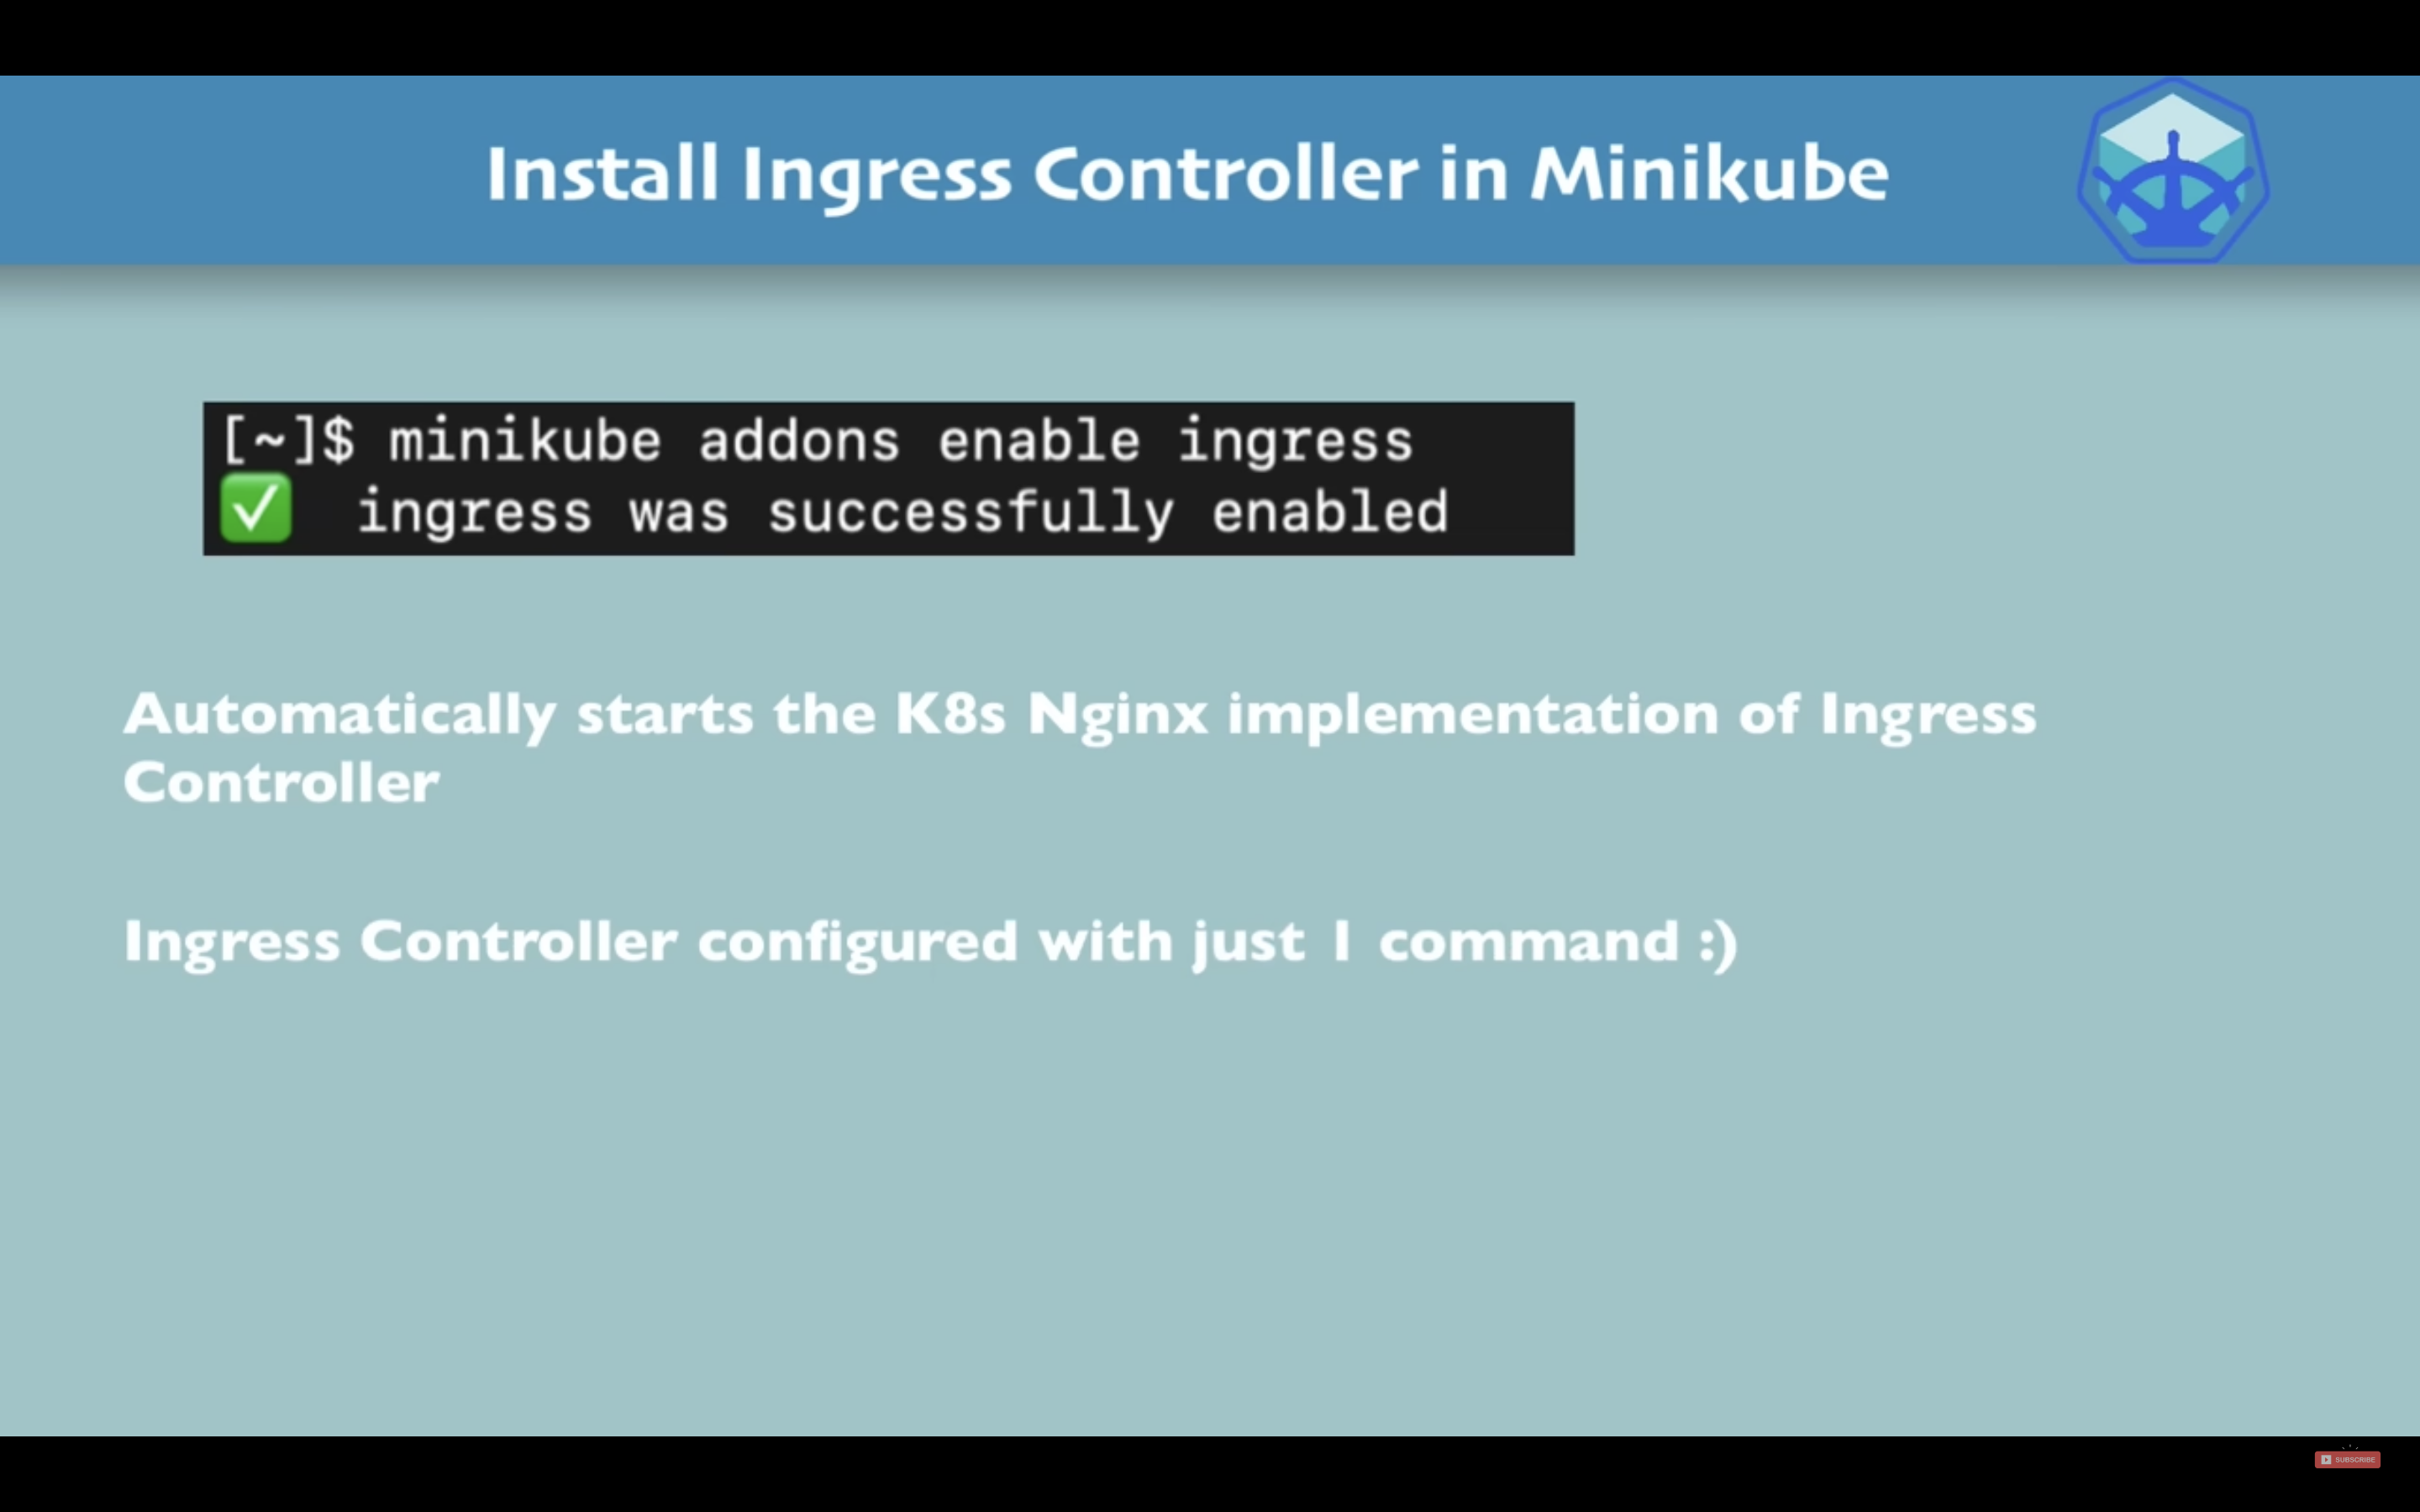 Install Ingress Controller in Minikube
[~]$ minikube addons enable ingress
✅ ingress was successfully enabled
Automatically starts the K8s Nginx implementation of Ingress
Controller
Ingress Controller configured with just 1 command :)
SUBSCRIBE